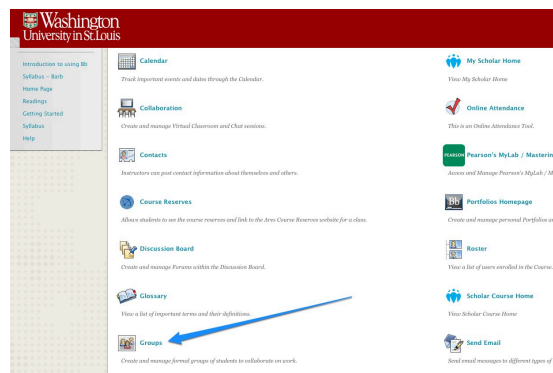 Washington
University in St.Louis
Introduction to using Bb
Syllabus - Barb
Home Page
Readings
Getting Started
Syllabus
Help
Calendar
Track important events and dates through the Calendar.
Collaboration
Create and manage Virtual Classroom and Chat sessions.
Contacts
Instructors can post contact information about themselves and others.
Course Reserves
Allows students to see the course reserves and link to the Ares Course Reserves website for a class.
Discussion Board
Create and manage Forums within the Discussion Board.
Glossary
View a list of important terms and their definitions.
Groups
Create and manage formal groups of students to collaborate on work.
My Scholar Home
View My Scholar Home
Online Attendance
This is an Online Attendance Tool.
PEARSON
Pearson's MyLab / Masterin
Access and Manage Pearson's MyLab / M
Bb
Portfolios Homepage
Create and manage personal Portfolios a
Roster
View a list of users enrolled in the Course.
Scholar Course Home
View Scholar Course Home
Send Email
Send email messages to different types of